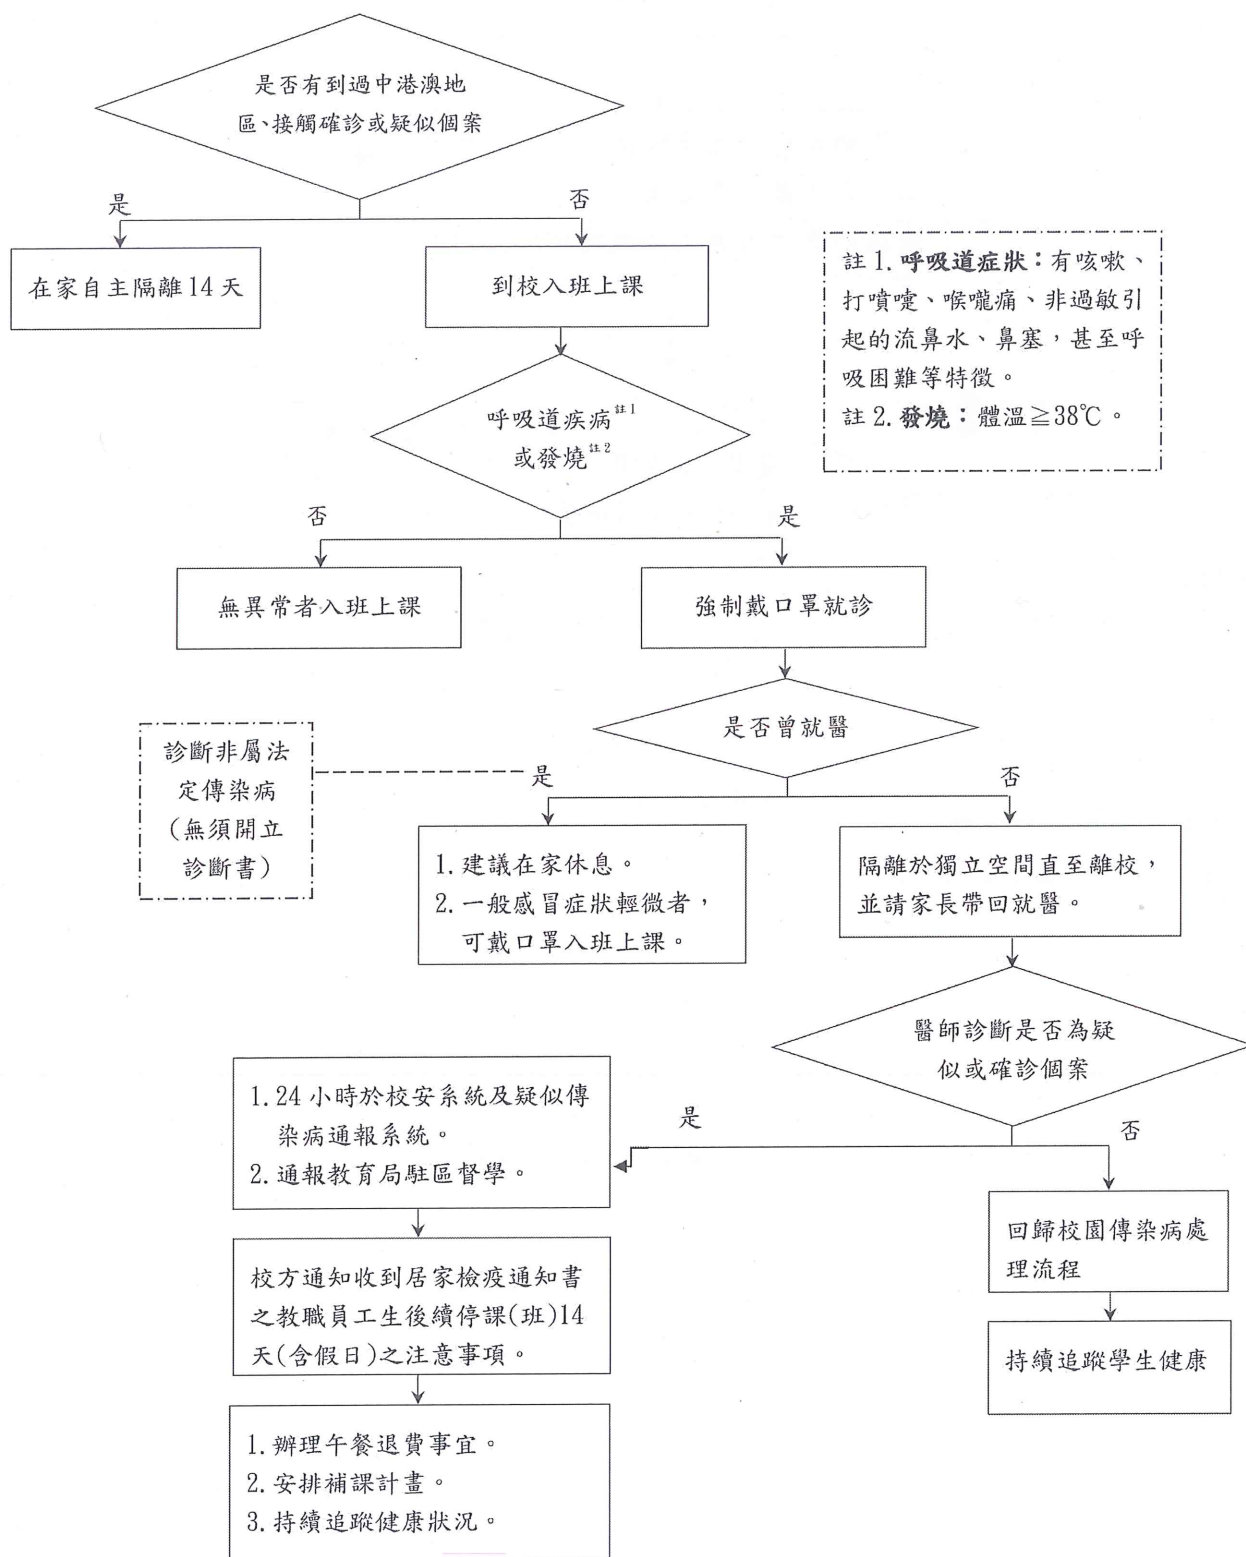 是否有到過中港澳地
區、接觸確診或疑似個案
是
否
在家自主隔離14天
到校入班上課
註1.呼吸道症狀：有咳嗽、
打噴嚏、喉嚨痛、非過敏引
起的流鼻水、鼻塞，甚至呼
吸困難等特徵。
註2.發燒：體溫≧38℃。
呼吸道疾病註1
或發燒註2
否
是
無異常者入班上課
強制戴口罩就診
是否曾就醫
診斷非屬法
定傳染病
(無須開立
診斷書)
是
否
1.建議在家休息。
2.一般感冒症狀輕微者，
可戴口罩入班上課。
隔離於獨立空間直至離校，
並請家長帶回就醫。
醫師診斷是否為疑
似或確診個案
是
否
1.24小時於校安系統及疑似傳
染病通報系統。
2.通報教育局駐區督學。
回歸校園傳染病處
理流程
校方通知收到居家檢疫通知書
之教職員工生後續停課(班)14
天(含假日)之注意事項。
持續追蹤學生健康
1.辦理午餐退費事宜。
2.安排補課計畫。
3.持續追蹤健康狀況。